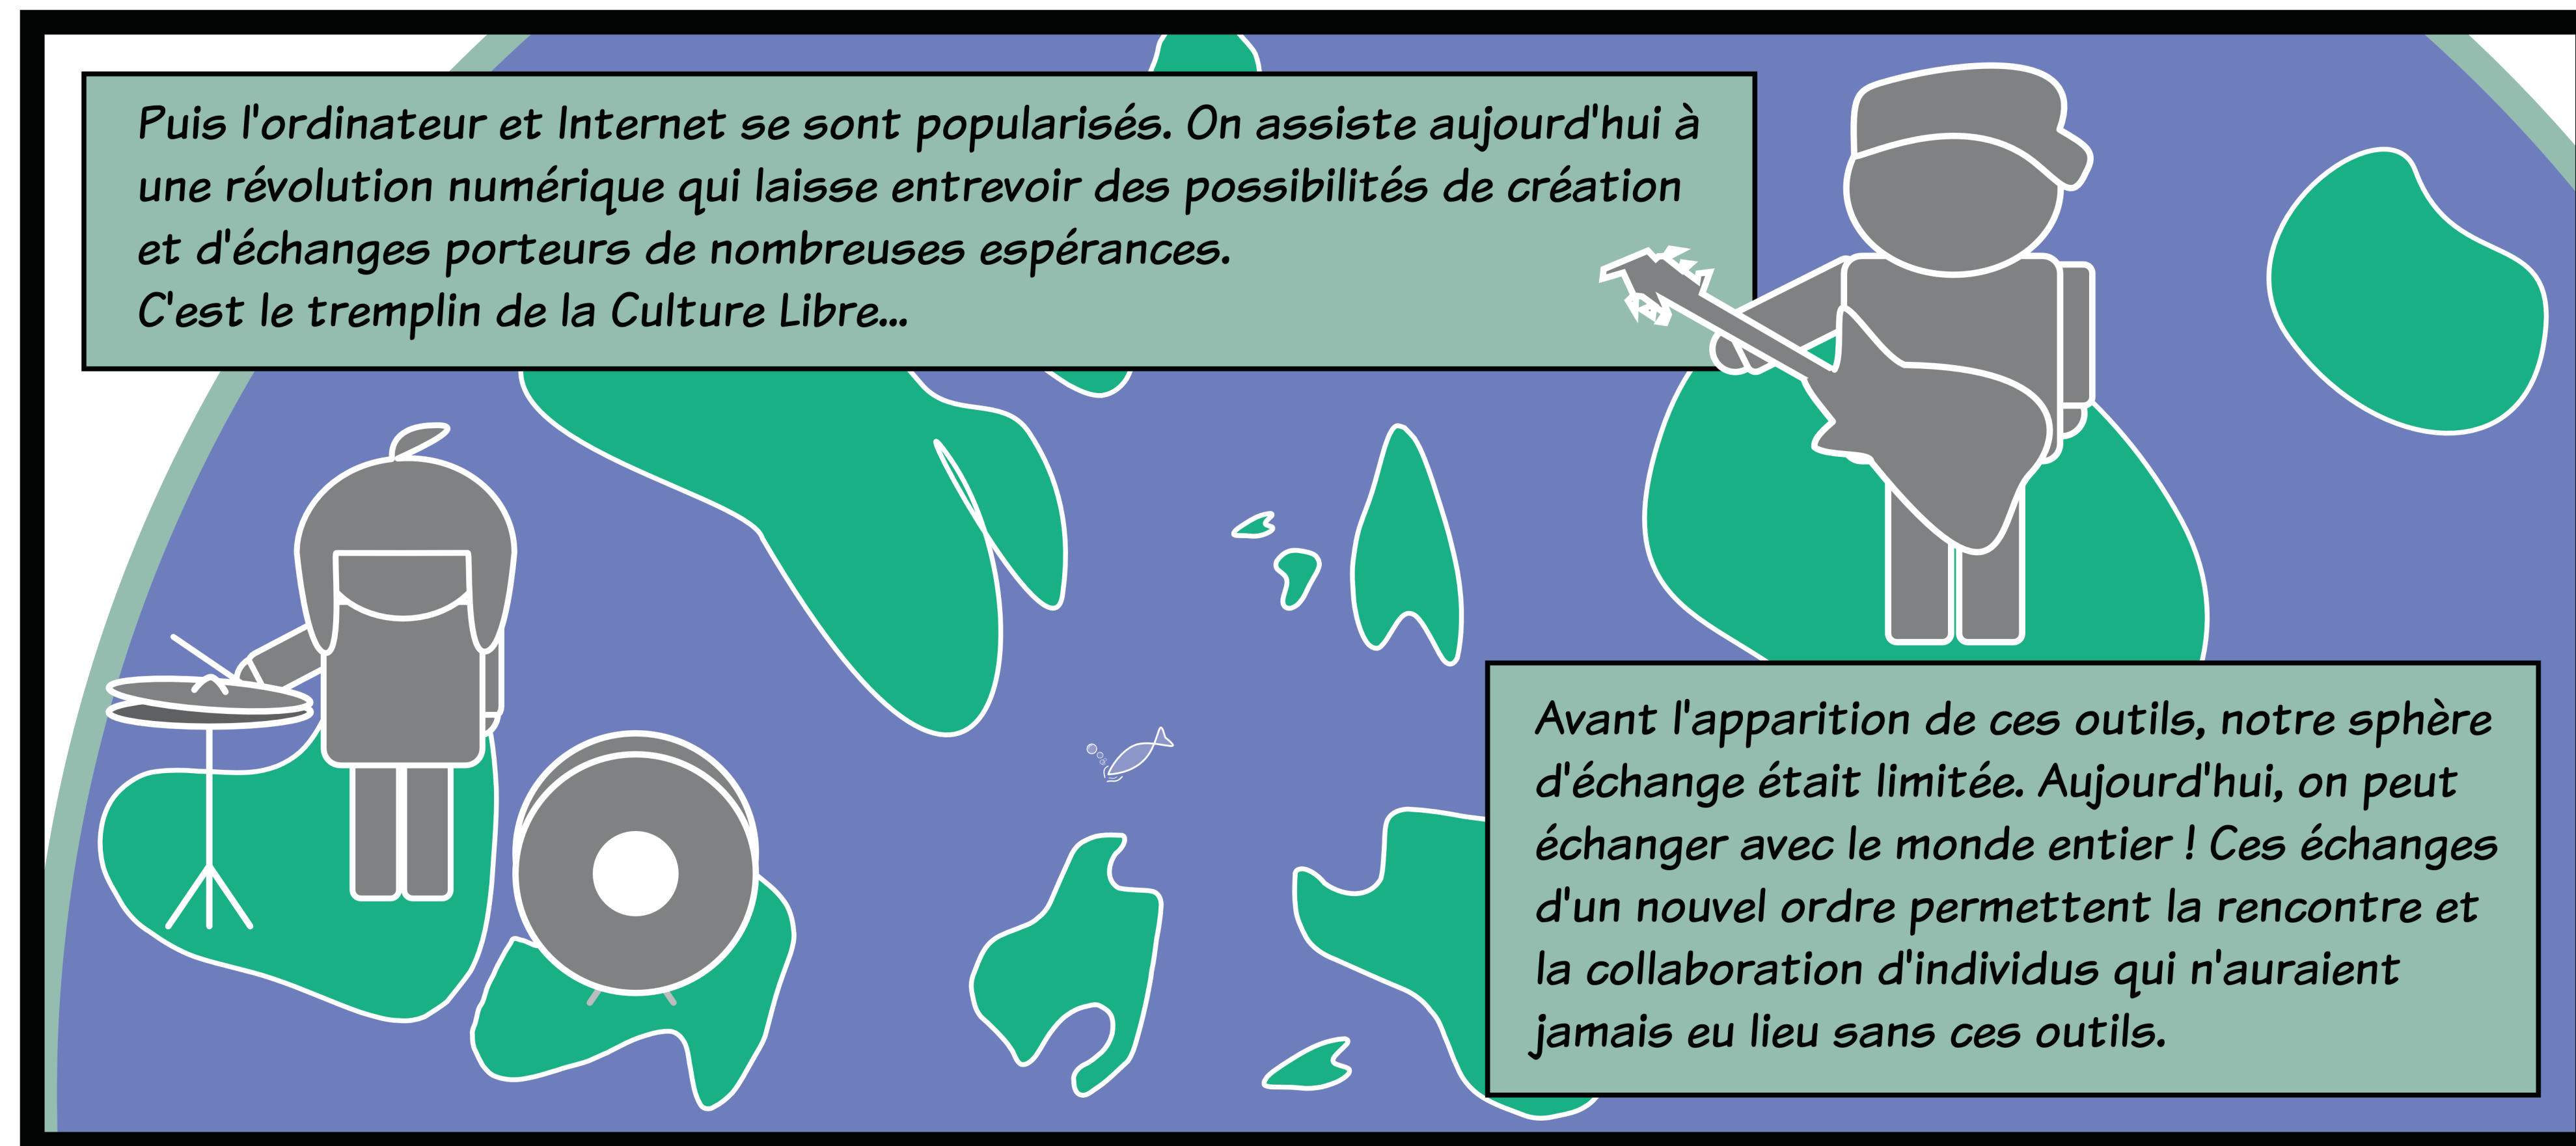 Puis l'ordinateur et Internet se sont popularisés. On assiste aujourd'hui à
une révolution numérique qui laisse entrevoir des possibilités de création
et d'échanges porteurs de nombreuses espérances.
C'est le tremplin de la Culture Libre...
Avant l'apparition de ces outils, notre sphère
d'échange était limitée. Aujourd'hui, on peut
échanger avec le monde entier ! Ces échanges
d'un nouvel ordre permettent la rencontre et
la collaboration d'individus qui n'auraient
jamais eu lieu sans ces outils.